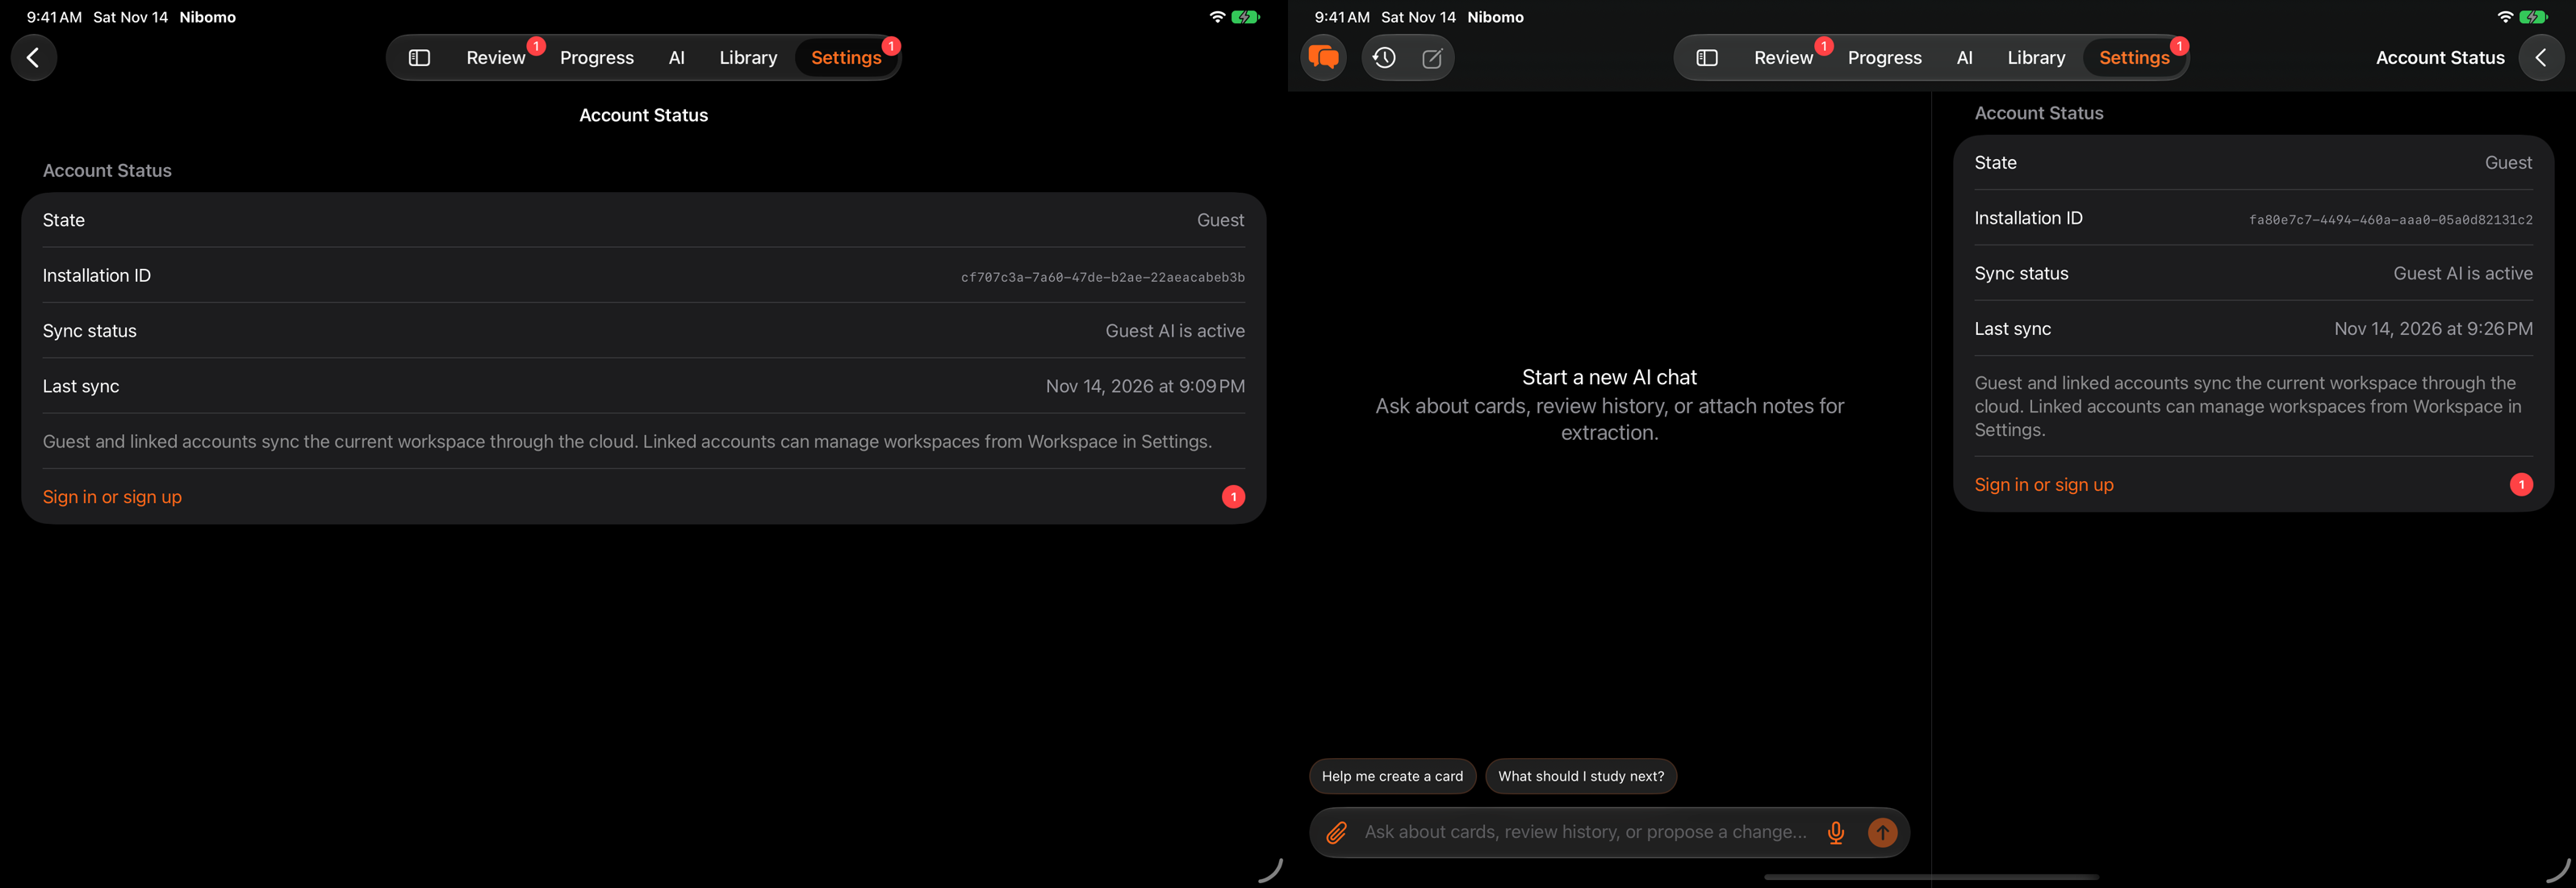 9:41 AM Sat Nov 14 Nibomo
Review 1 Progress AI Library Settings 1
Account Status
Account Status
State Guest
Installation ID cf707c3a-7a60-47de-b2ae-22aeacabeb3b
Sync status Guest AI is active
Last sync Nov 14, 2026 at 9:09 PM
Guest and linked accounts sync the current workspace through the cloud. Linked accounts can manage workspaces from Workspace in Settings.
Sign in or sign up 1
9:41 AM Sat Nov 14 Nibomo
Review 1 Progress AI Library Settings 1
Account Status
Start a new AI chat
Ask about cards, review history, or attach notes for
extraction.
Help me create a card What should I study next?
Ask about cards, review history, or propose a change...
Account Status
State Guest
Installation ID fa80e7c7-4494-460a-aaa0-05a0d82131c2
Sync status Guest AI is active
Last sync Nov 14, 2026 at 9:26 PM
Guest and linked accounts sync the current workspace through the
cloud. Linked accounts can manage workspaces from Workspace in
Settings.
Sign in or sign up 1